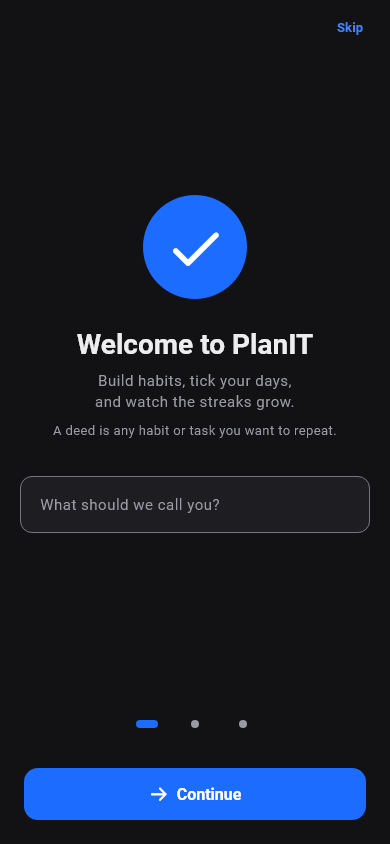 Skip
Welcome to PlanIT
Build habits, tick your days,
and watch the streaks grow.
A deed is any habit or task you want to repeat.
What should we call you?
Continue